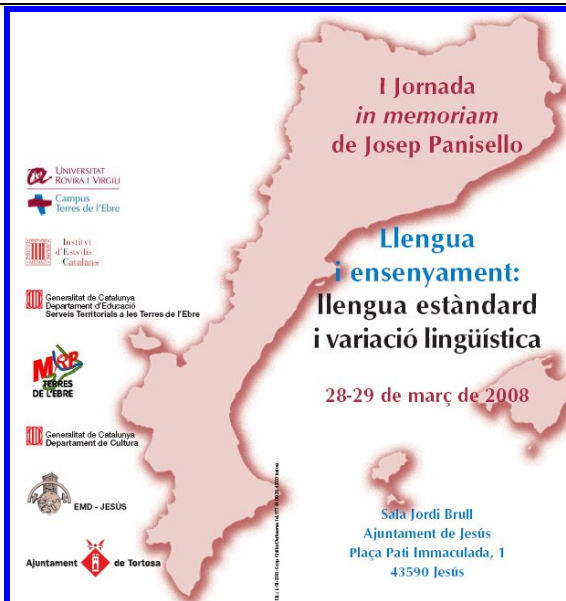 I Jornada
in memoriam
de Josep Panisello
UNIVERSITAT
ROVIRA I VIRGILI
Campus
Terres de l'Ebre
Institut
d'Estudis
Catalans
Generalitat de Catalunya
Departament d'Educació
Serveis Territorials a les Terres de l'Ebre
MRP
TERRES
DE L'EBRE
Generalitat de Catalunya
Departament de Cultura
EMD - JESÚS
Ajuntament de Tortosa
Llengua
i ensenyament:
llengua estàndard
i variació lingüística
28-29 de març de 2008
Sala Jordi Brull
Ajuntament de Jesús
Plaça Pati Immaculada, 1
43590 Jesús